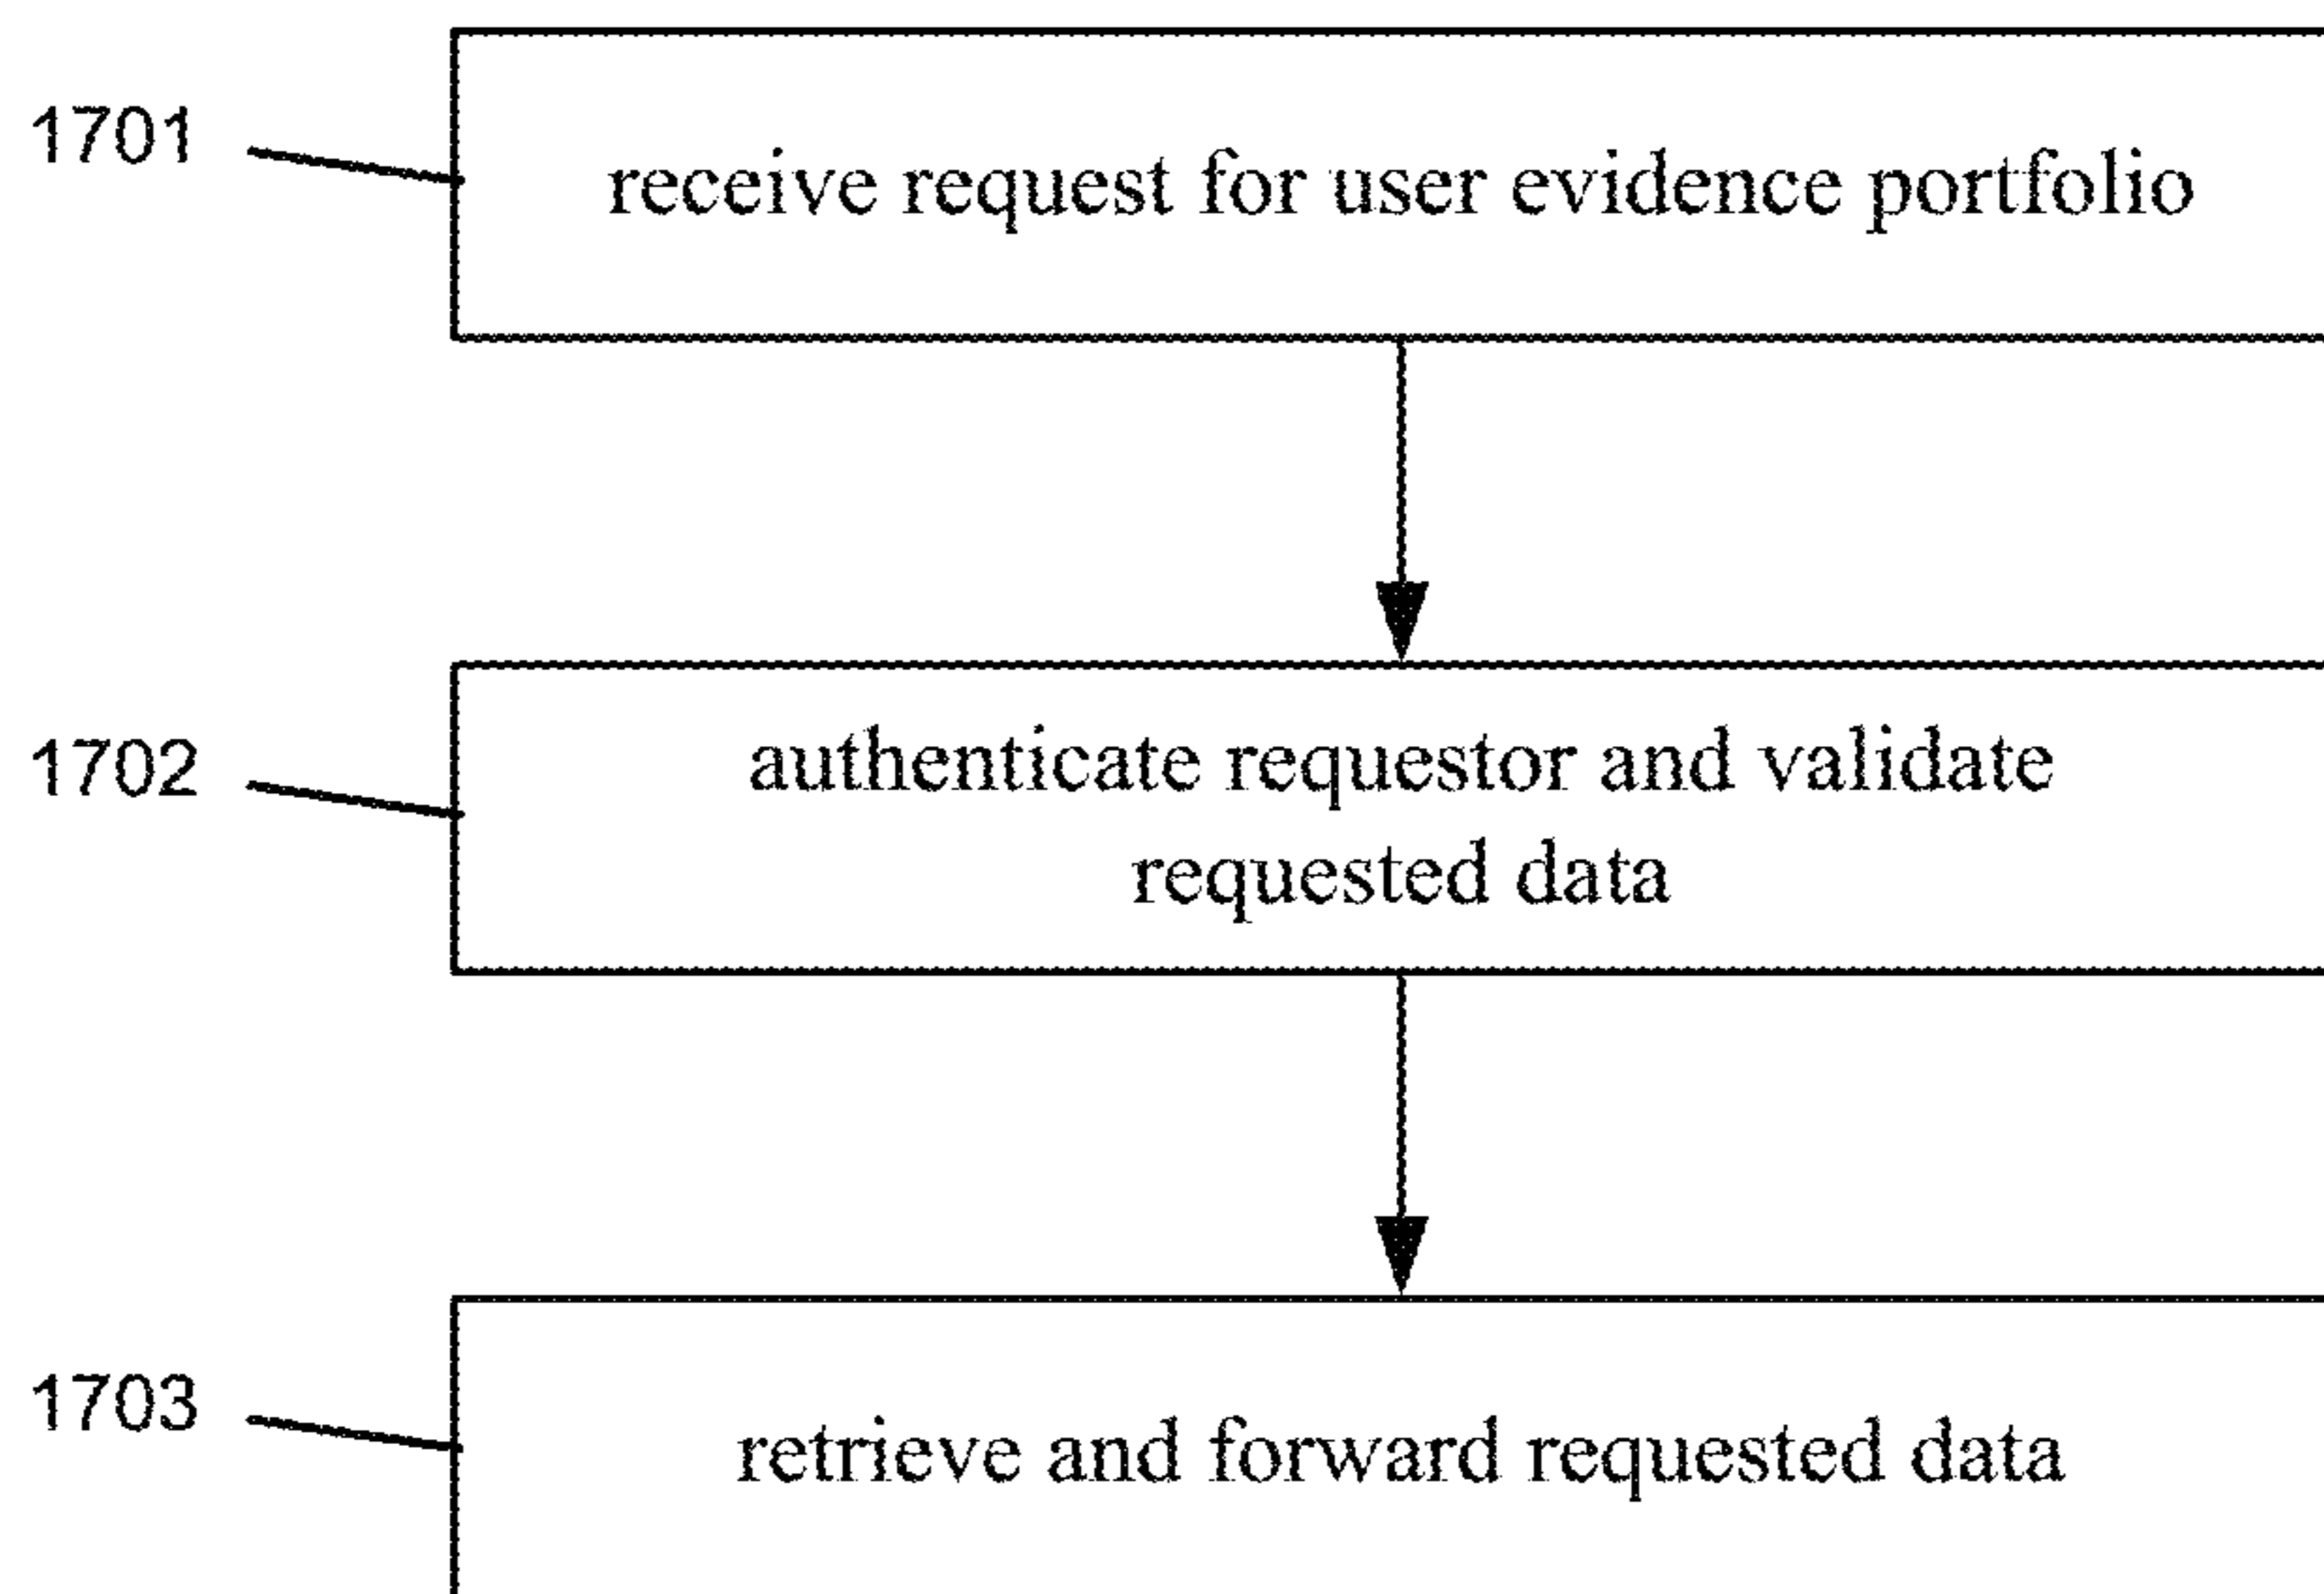 1701
receive request for user evidence portfolio
1702
authenticate requestor and validate
requested data
1703
retrieve and forward requested data